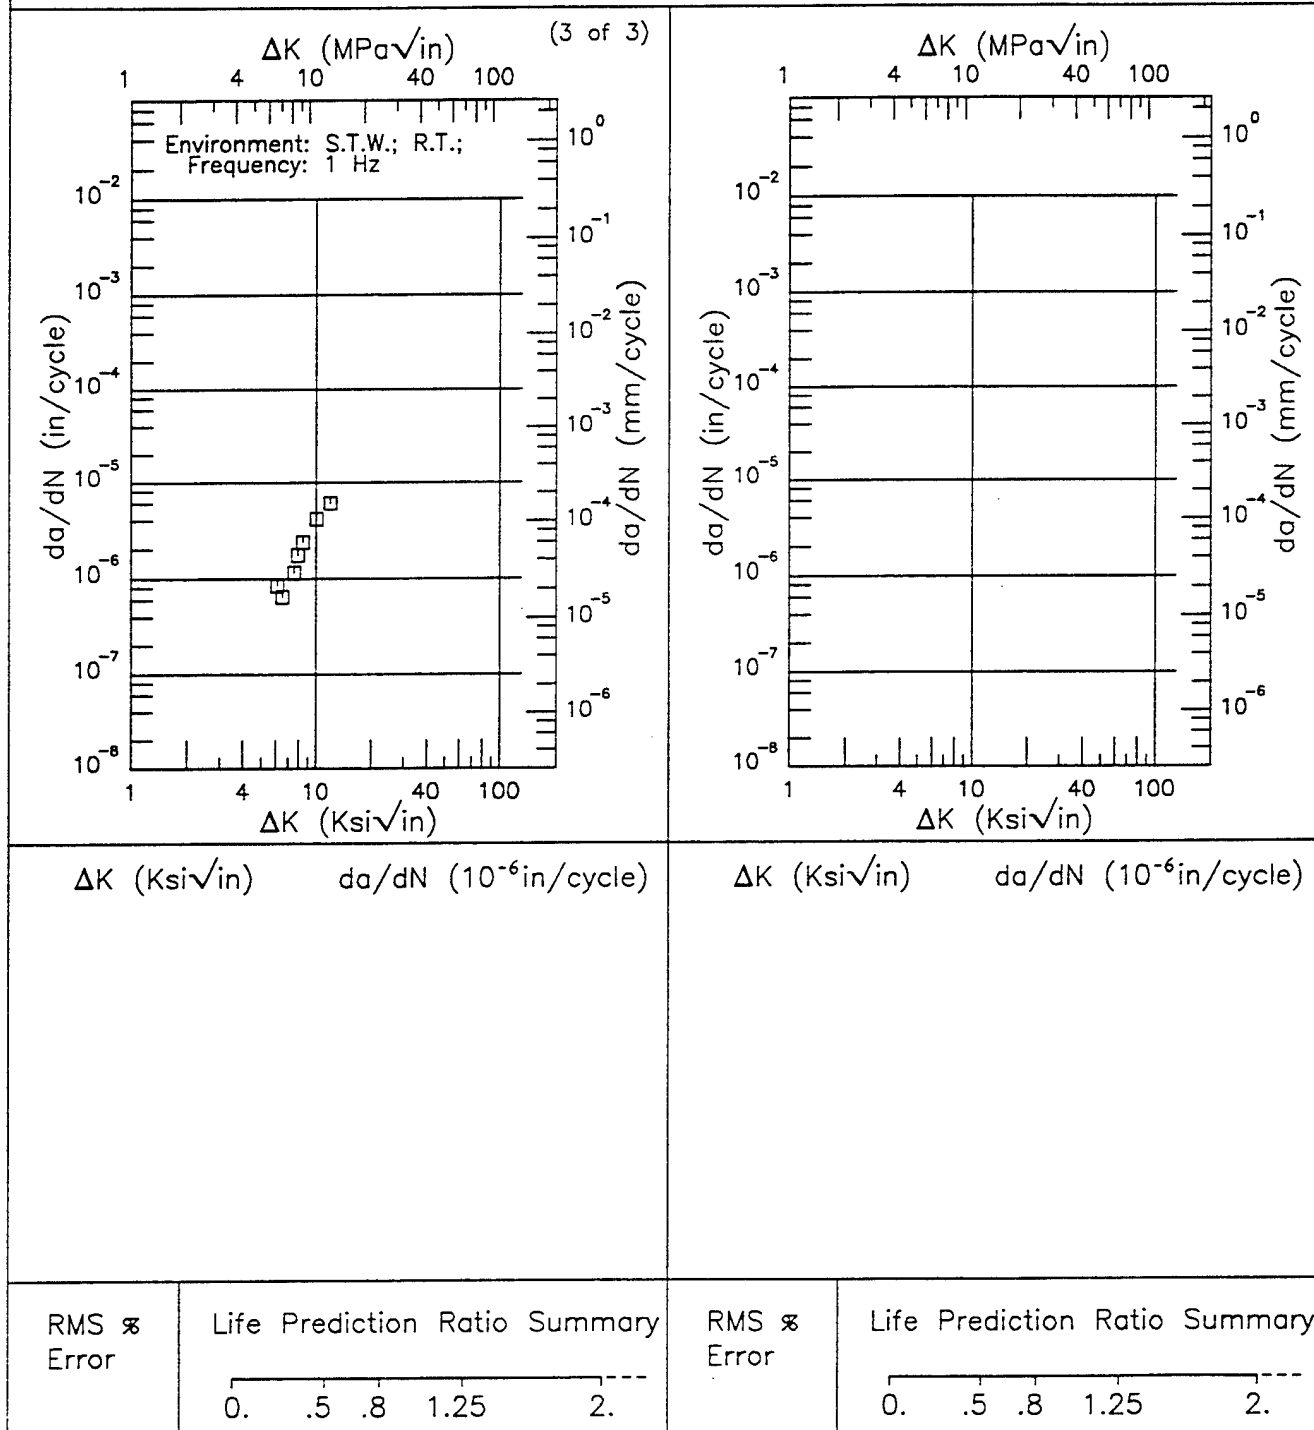 (3 of 3)
ΔK (MPa√in)
1 4 10 40 100
Environment: S.T.W.; R.T.;
Frequency: 1 Hz
da/dN (in/cycle)
10⁻²
10⁻³
10⁻⁴
10⁻⁵
10⁻⁶
10⁻⁷
10⁻⁸
da/dN (mm/cycle)
10⁰
10⁻¹
10⁻²
10⁻³
10⁻⁴
10⁻⁵
10⁻⁶
1 4 10 40 100
ΔK (Ksi√in)
ΔK (MPa√in)
1 4 10 40 100
da/dN (in/cycle)
10⁻²
10⁻³
10⁻⁴
10⁻⁵
10⁻⁶
10⁻⁷
10⁻⁸
da/dN (mm/cycle)
10⁰
10⁻¹
10⁻²
10⁻³
10⁻⁴
10⁻⁵
10⁻⁶
1 4 10 40 100
ΔK (Ksi√in)
ΔK (Ksi√in) da/dN (10⁻⁶in/cycle)
ΔK (Ksi√in) da/dN (10⁻⁶in/cycle)
RMS %
Error
Life Prediction Ratio Summary
0. .5 .8 1.25 2.
RMS %
Error
Life Prediction Ratio Summary
0. .5 .8 1.25 2.